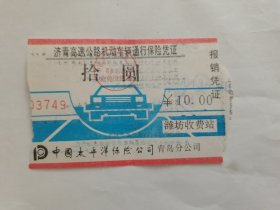 济青高速公路机动车辆通行保险凭证
拾圆
03749
¥10.00
潍坊收费站
报销凭证
中国太平洋保险公司 青岛分公司